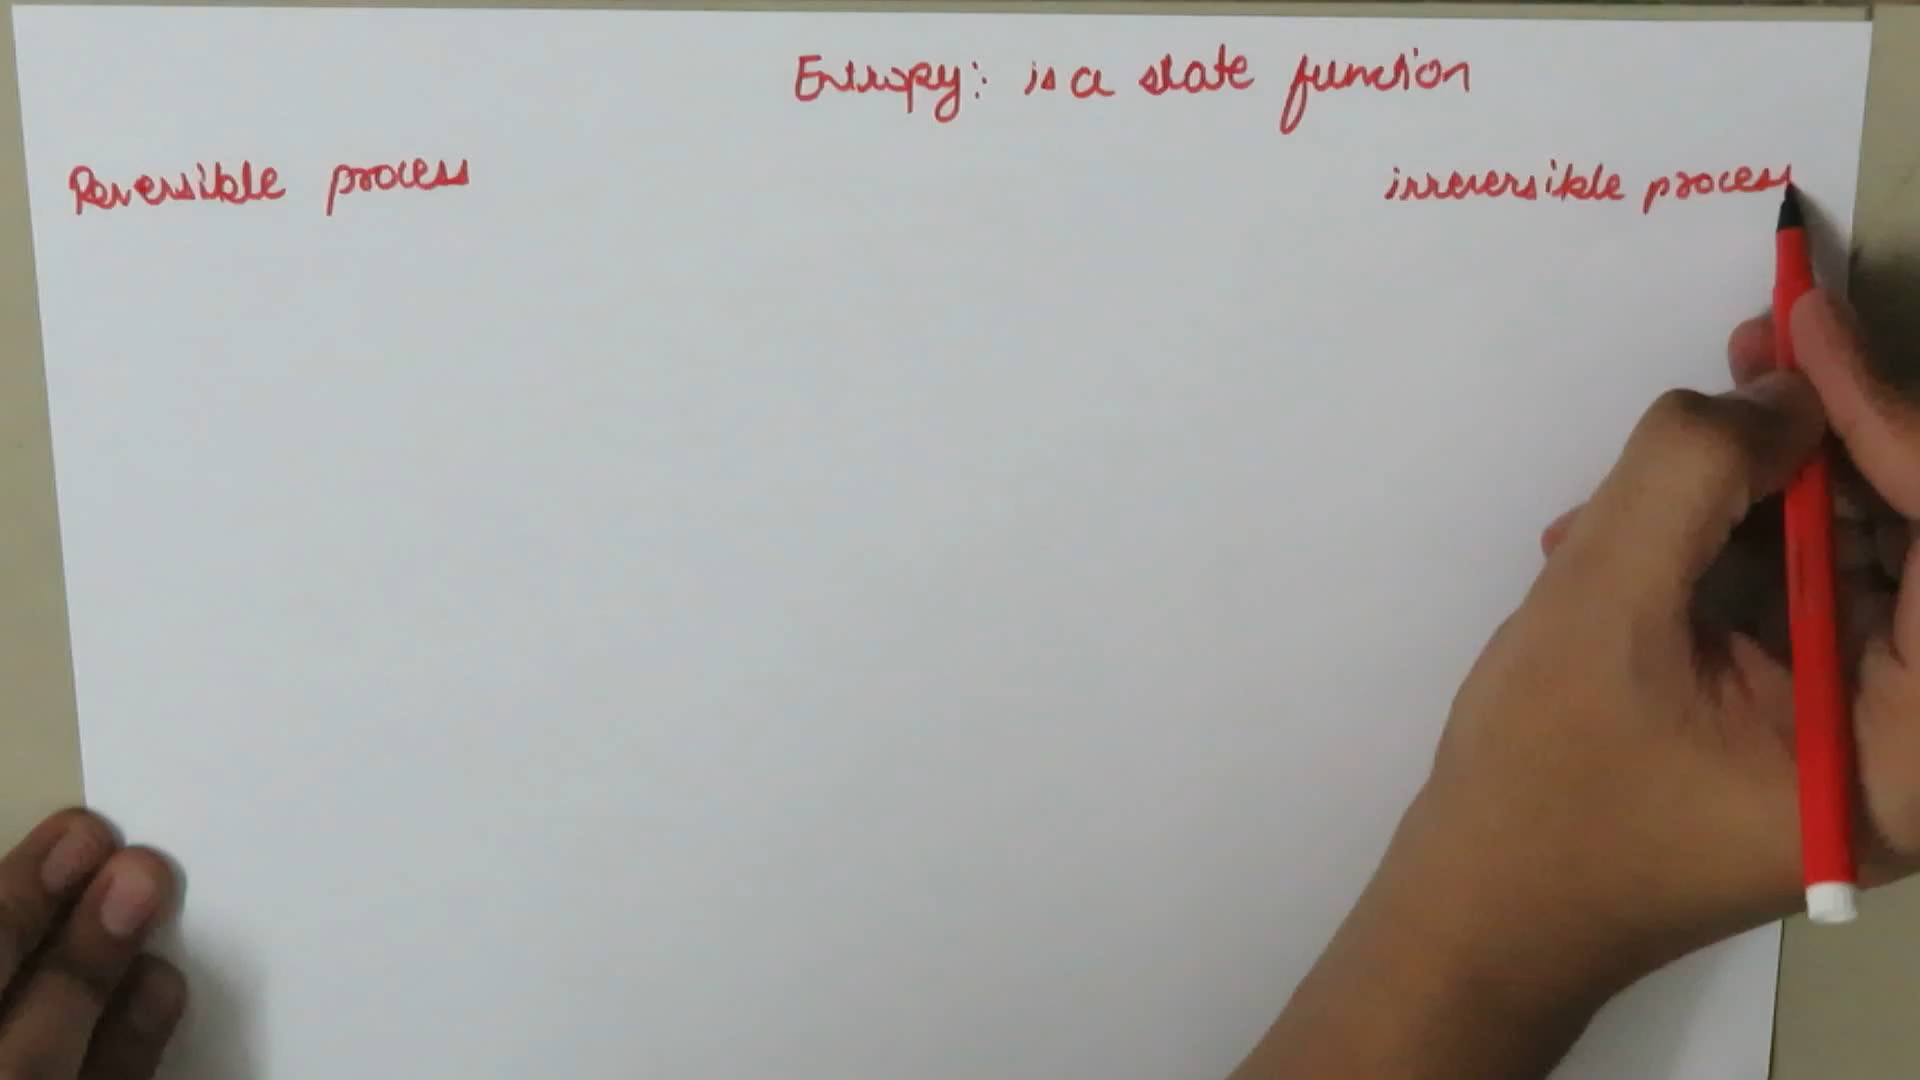 Entropy: is a state function
Reversible process
irreversible process